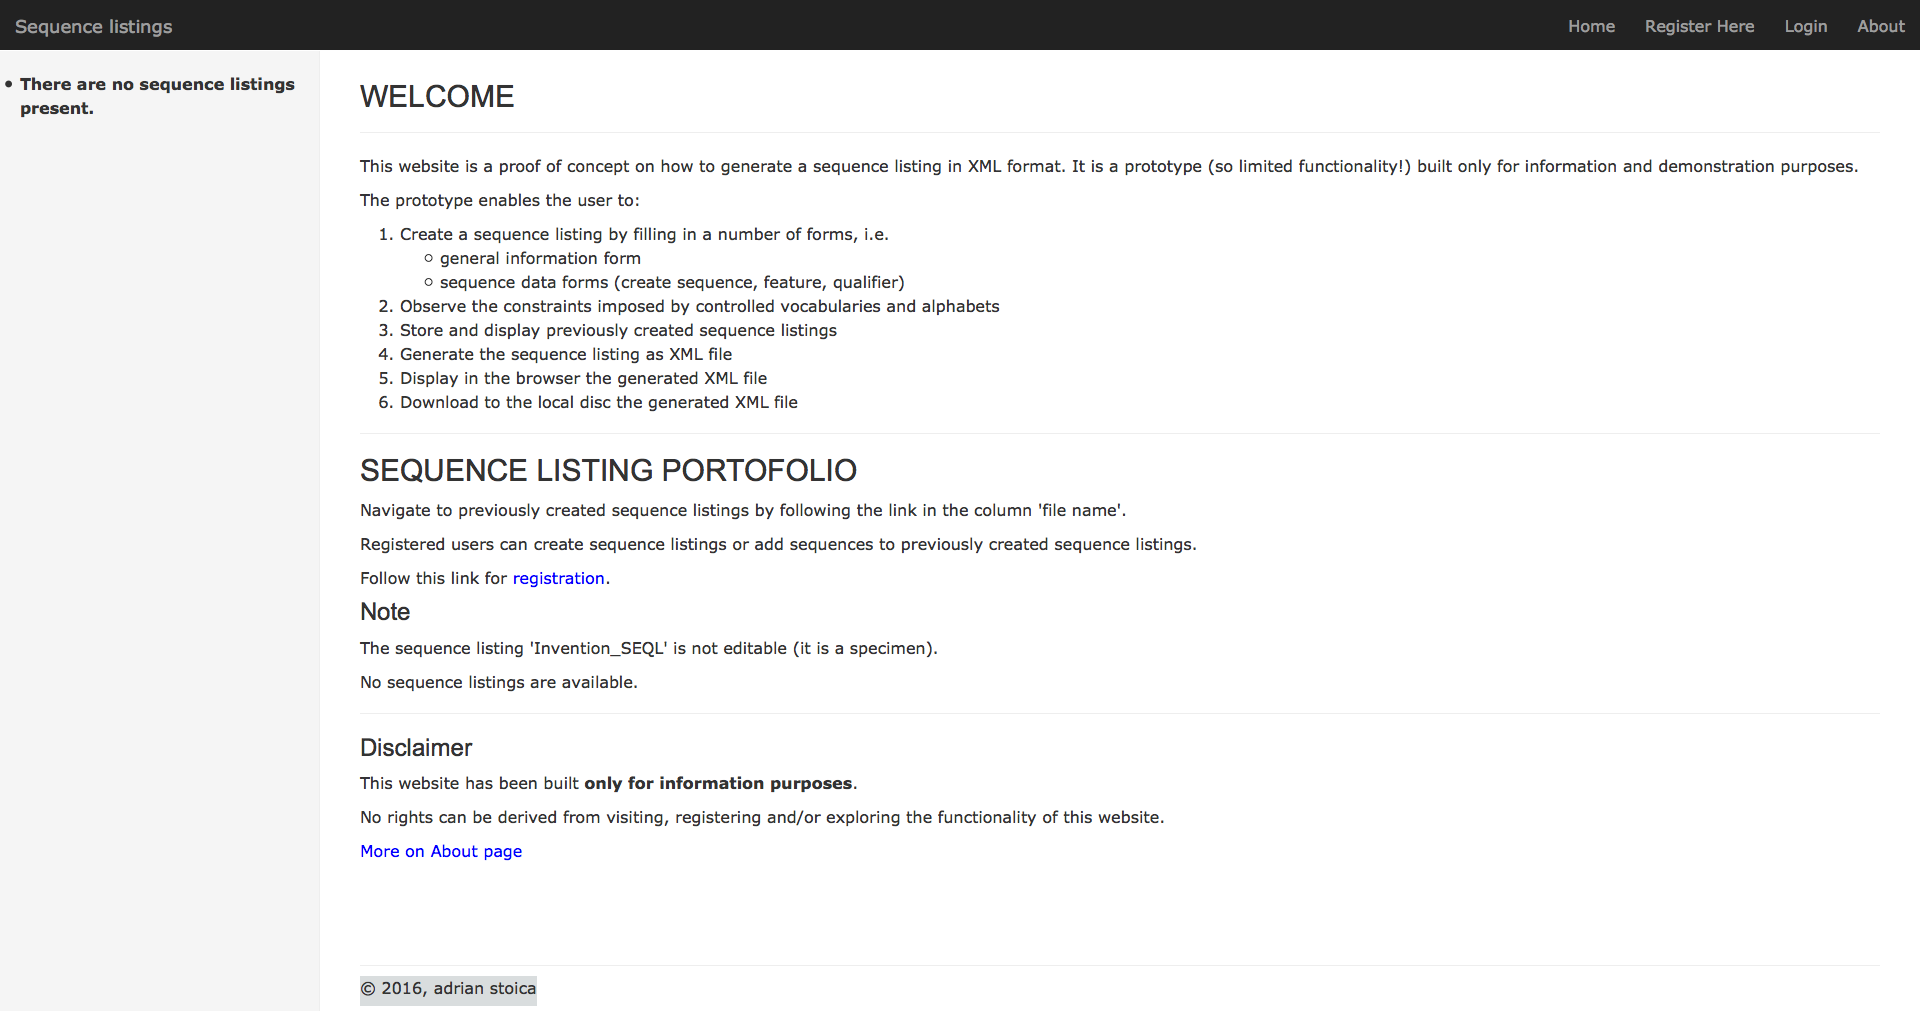 Sequence listings
Home Register Here Login About
• There are no sequence listings
present.
WELCOME
This website is a proof of concept on how to generate a sequence listing in XML format. It is a prototype (so limited functionality!) built only for information and demonstration purposes.
The prototype enables the user to:
1. Create a sequence listing by filling in a number of forms, i.e.
○ general information form
○ sequence data forms (create sequence, feature, qualifier)
2. Observe the constraints imposed by controlled vocabularies and alphabets
3. Store and display previously created sequence listings
4. Generate the sequence listing as XML file
5. Display in the browser the generated XML file
6. Download to the local disc the generated XML file
SEQUENCE LISTING PORTOFOLIO
Navigate to previously created sequence listings by following the link in the column 'file name'.
Registered users can create sequence listings or add sequences to previously created sequence listings.
Follow this link for registration.
Note
The sequence listing 'Invention_SEQL' is not editable (it is a specimen).
No sequence listings are available.
Disclaimer
This website has been built only for information purposes.
No rights can be derived from visiting, registering and/or exploring the functionality of this website.
More on About page
© 2016, adrian stoica